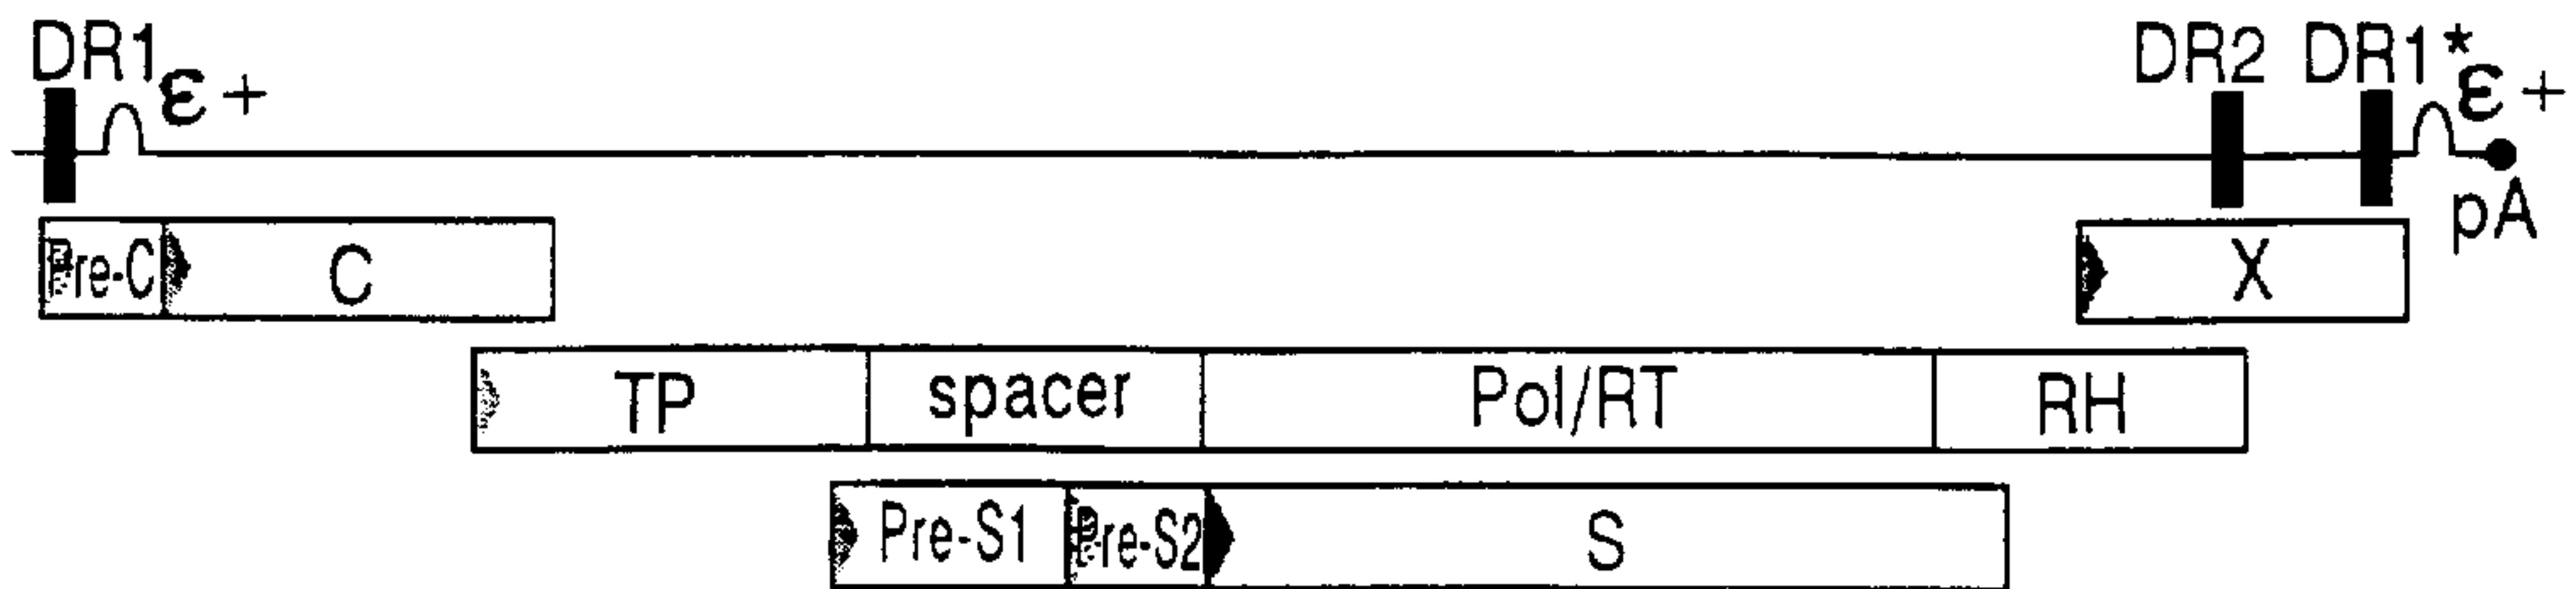 DR1 ε+ DR2 DR1* ε+
pA
Pre-C C X
TP spacer Pol/RT RH
Pre-S1 Pre-S2 S